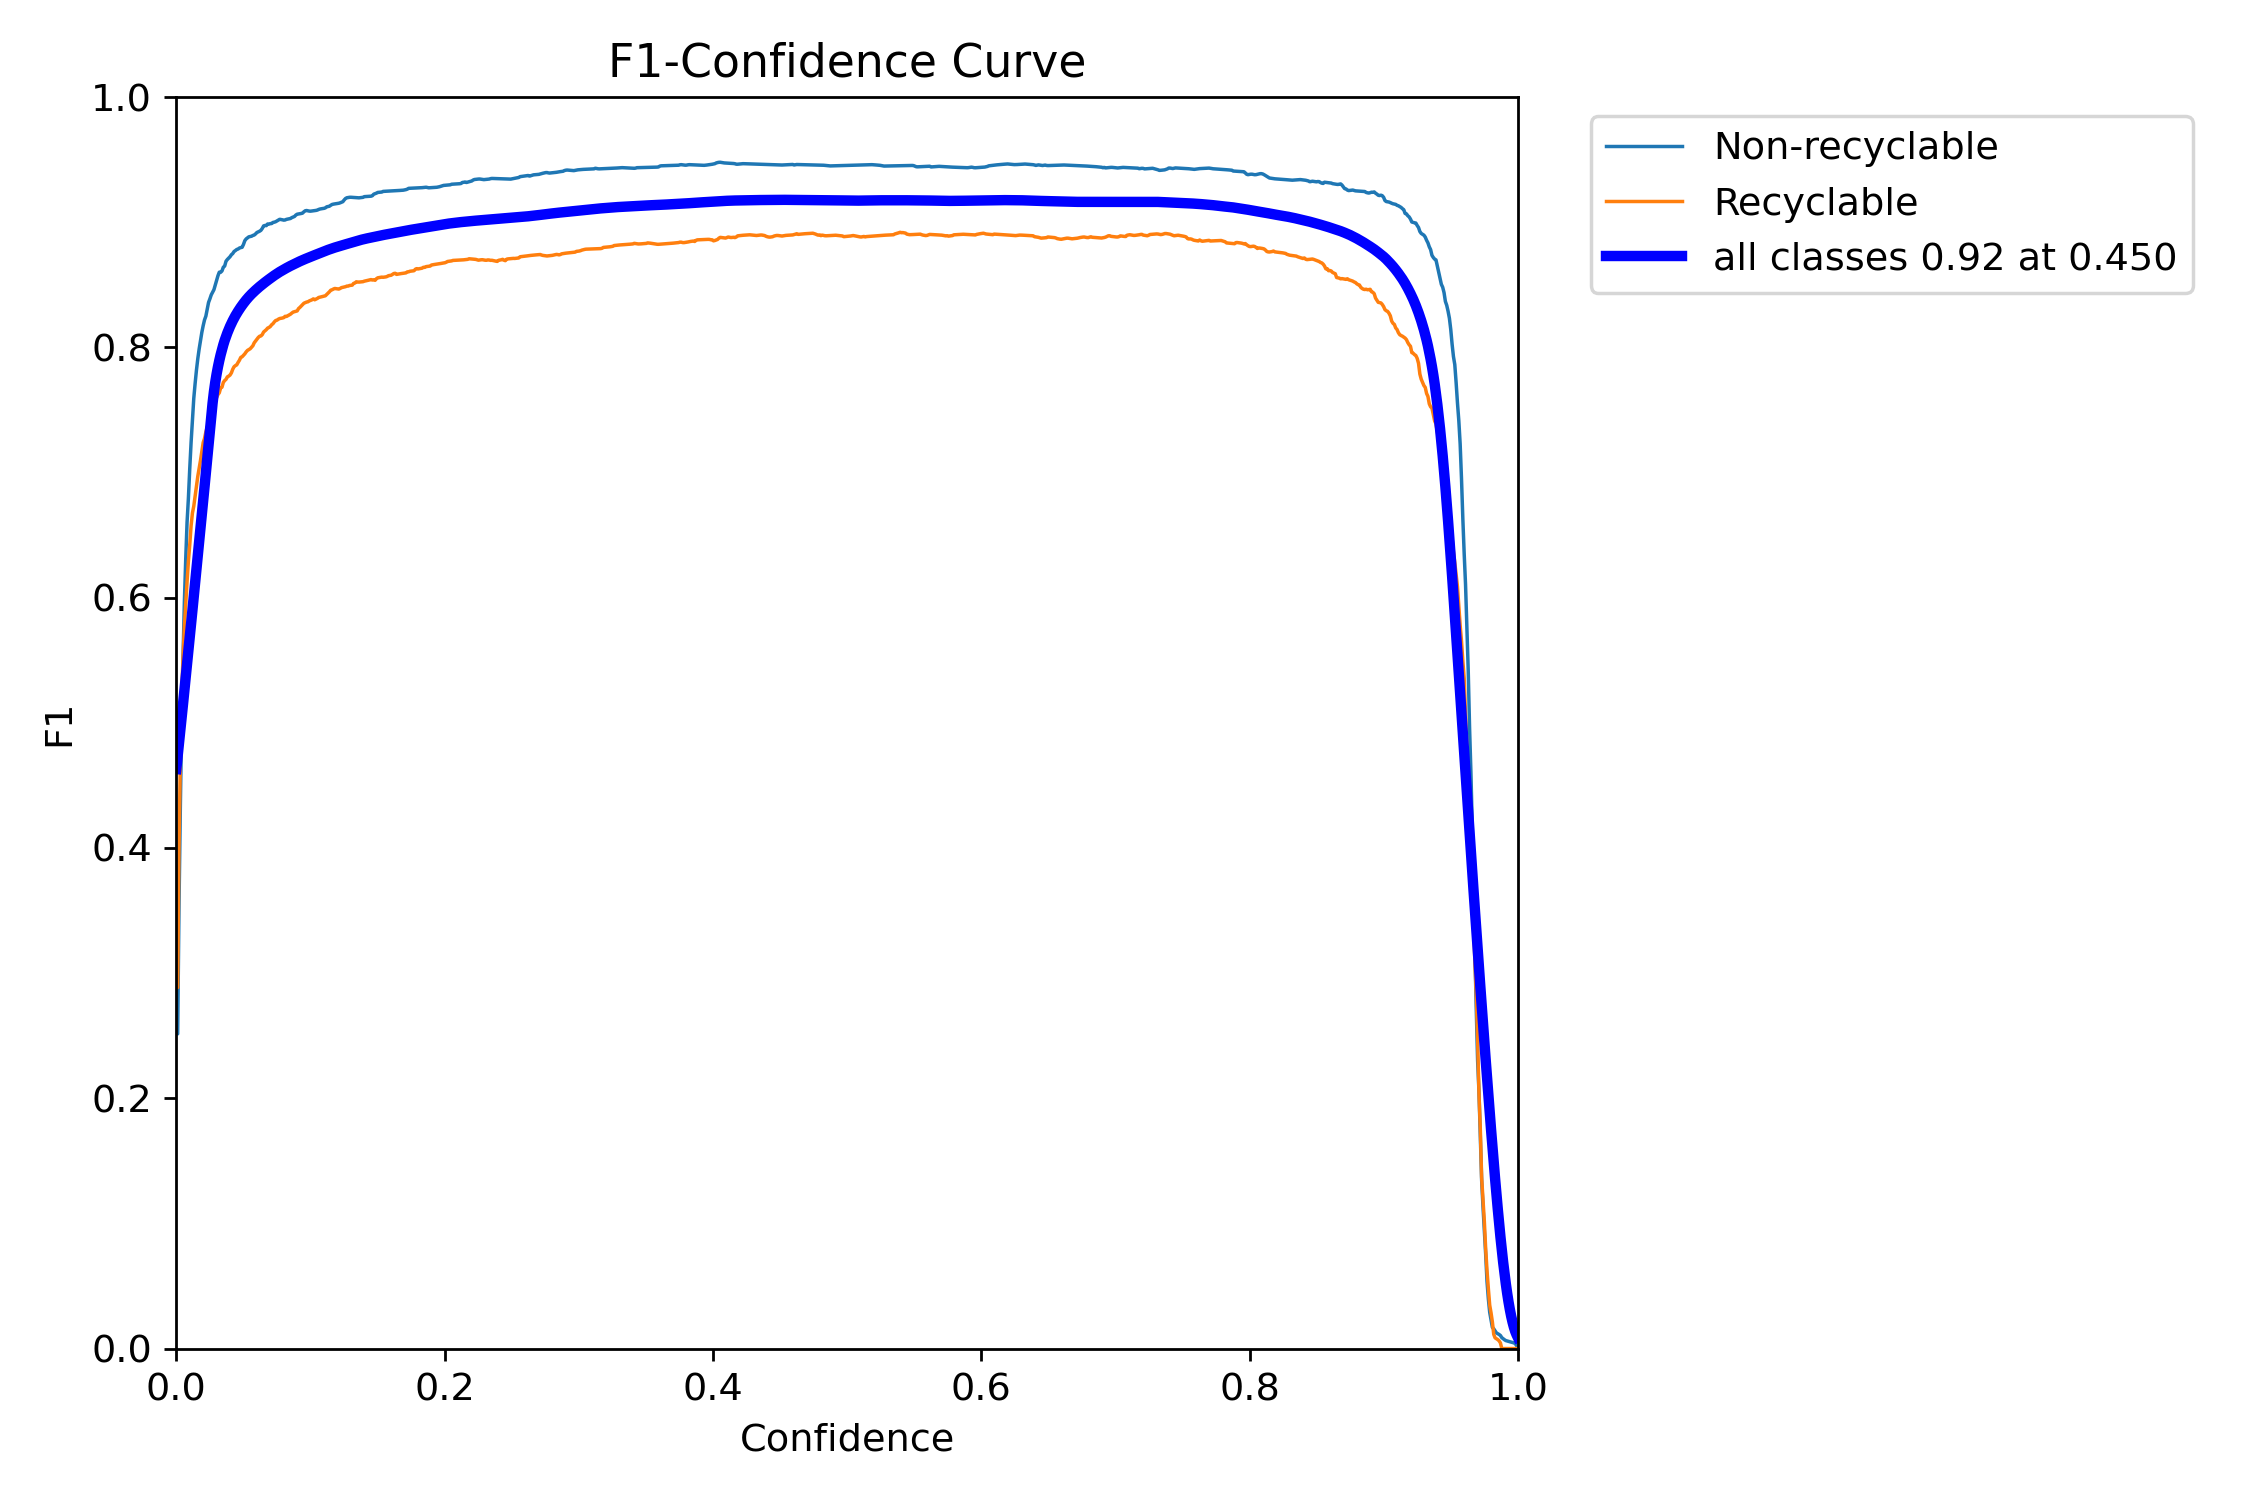 F1-Confidence Curve
1.0
0.8
0.6
0.4
0.2
0.0
F1
0.0 0.2 0.4 0.6 0.8 1.0
Confidence
Non-recyclable
Recyclable
all classes 0.92 at 0.450